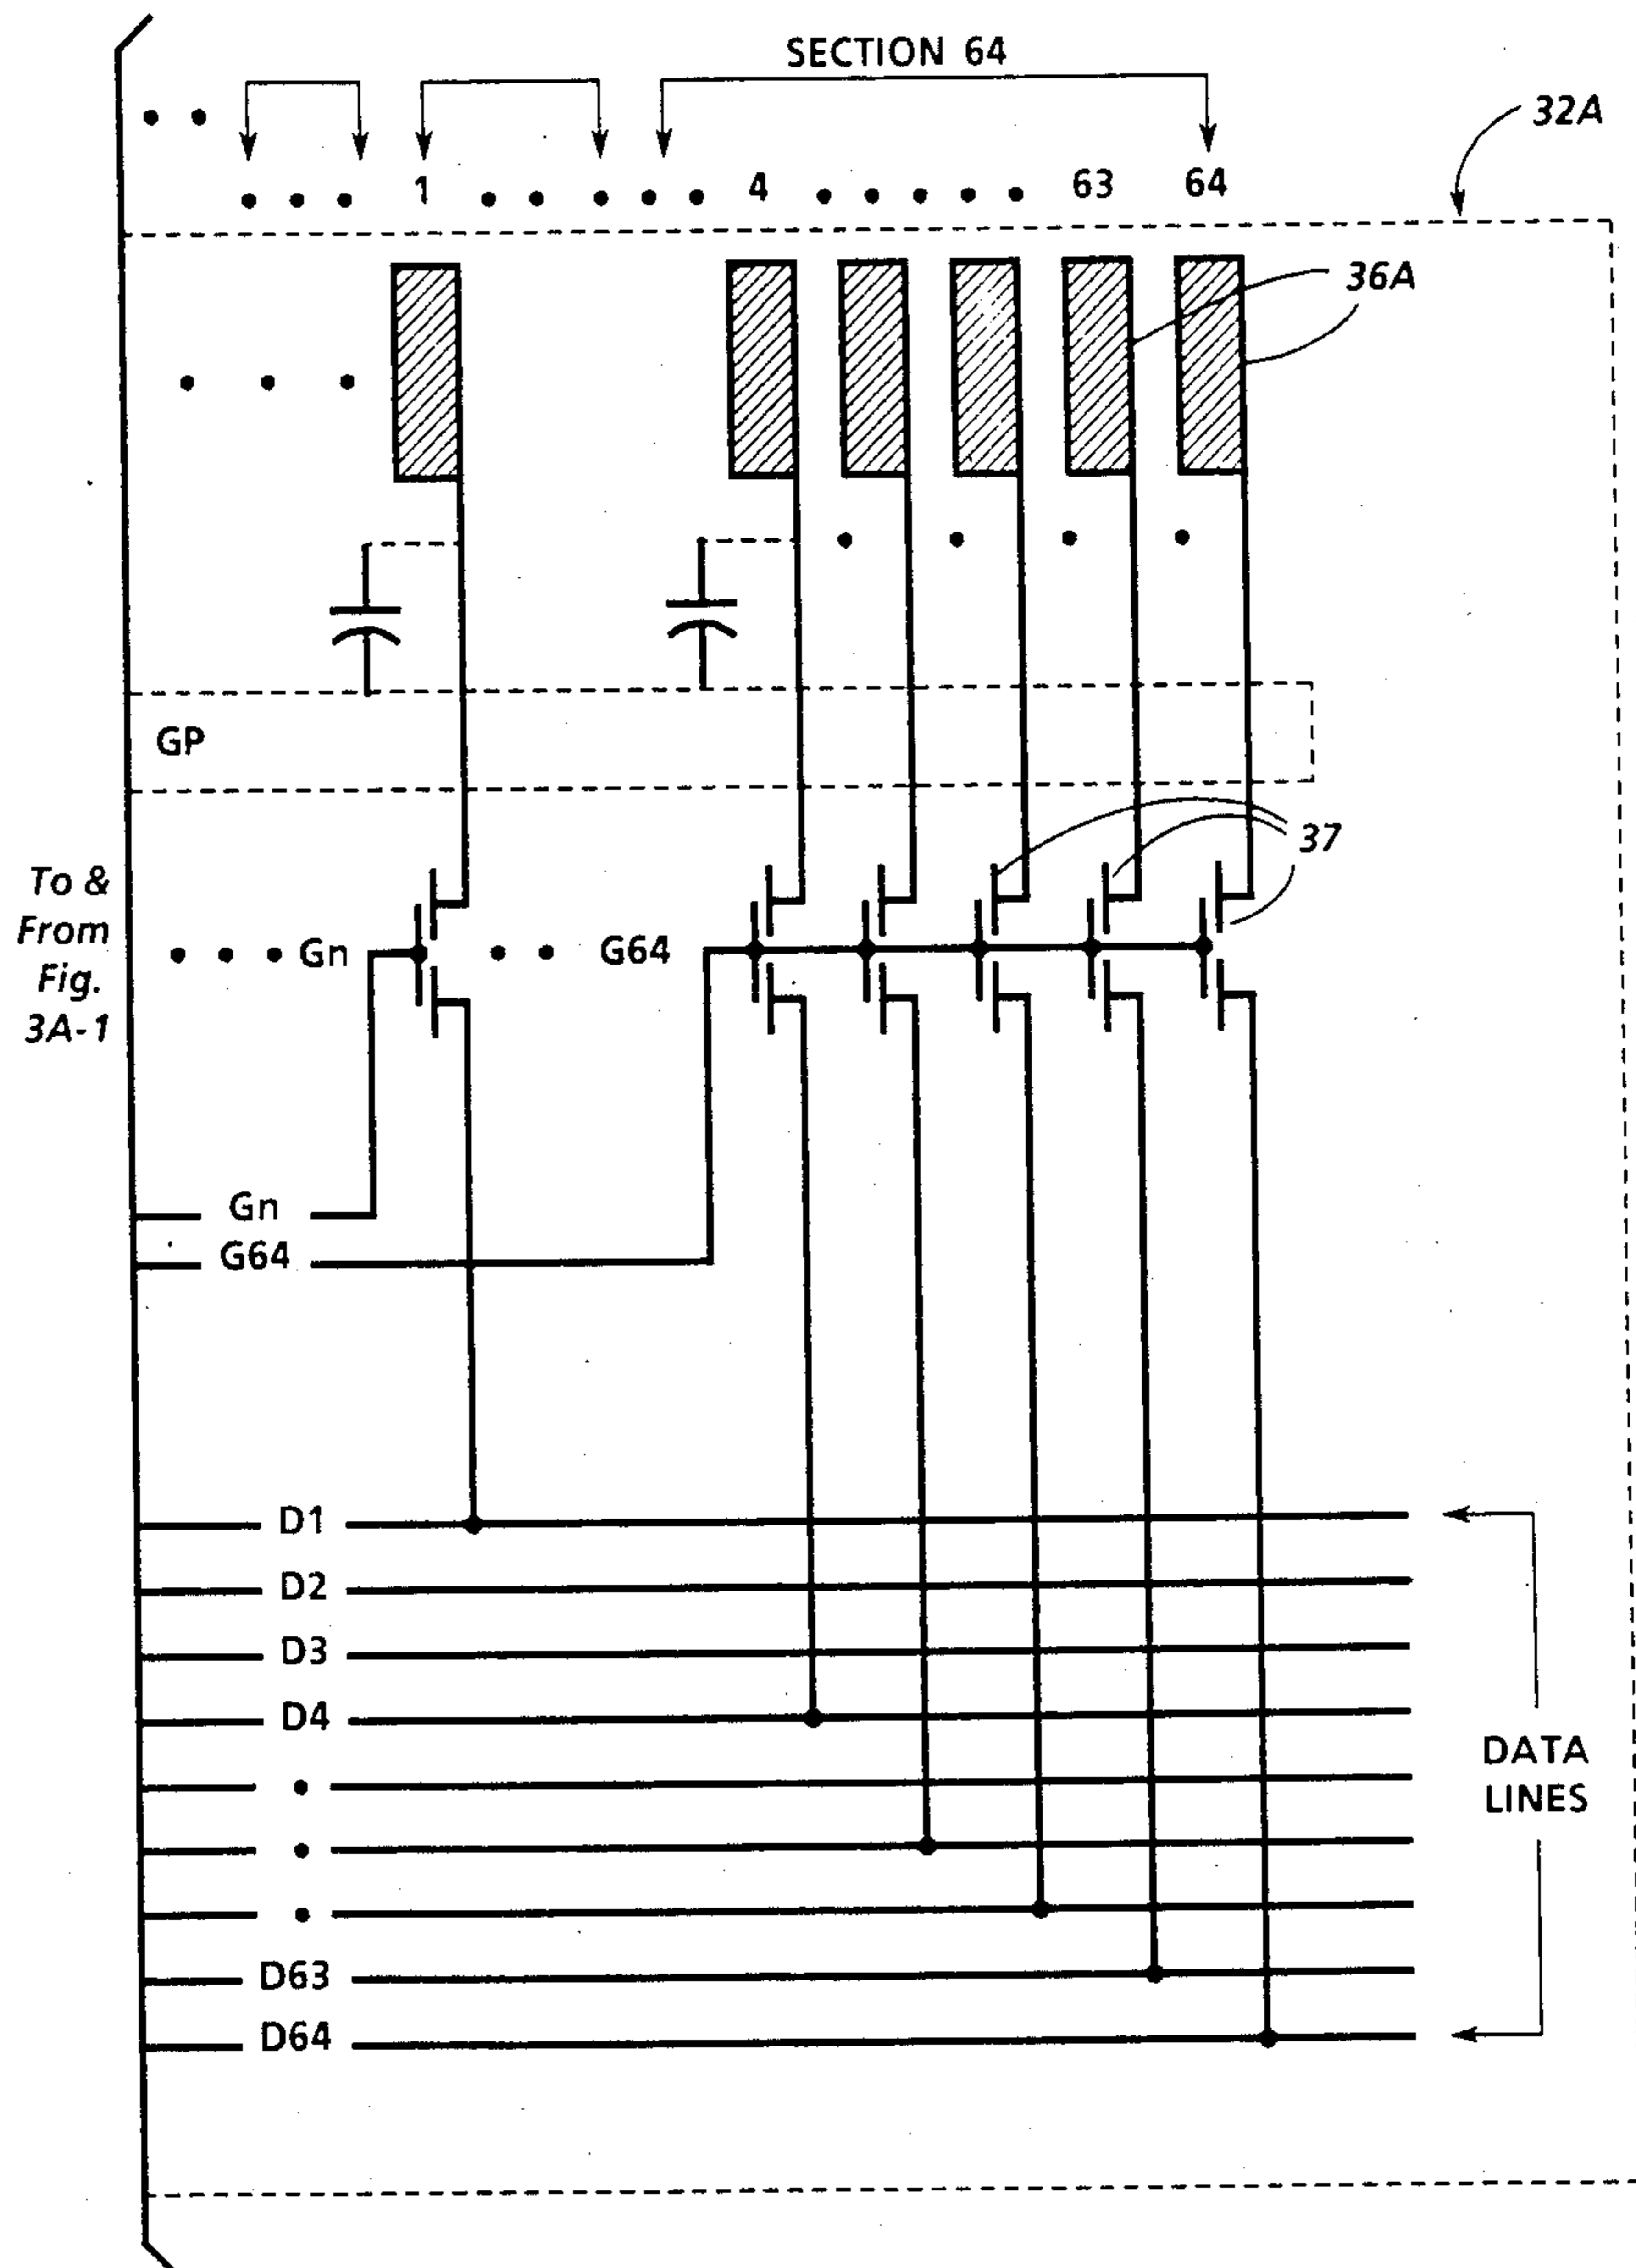 SECTION 64
32A
1 4 63 64
36A
GP
37
To &
From
Fig.
3A-1
Gn G64
Gn
G64
D1
D2
D3
D4
DATA
LINES
D63
D64